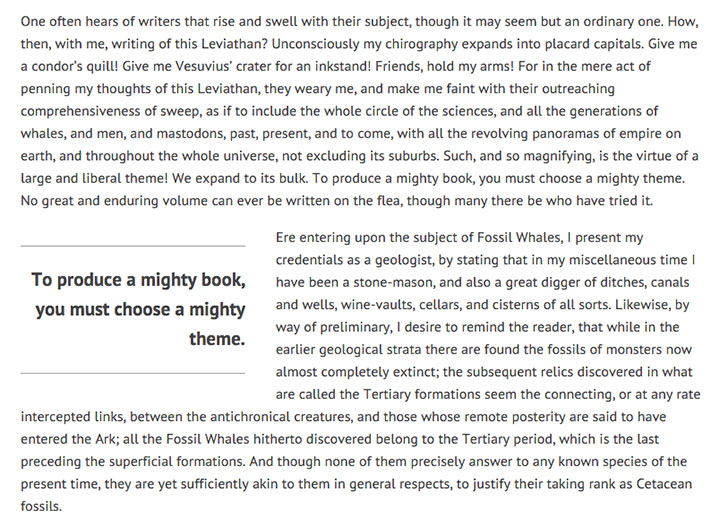 One often hears of writers that rise and swell with their subject, though it may seem but an ordinary one. How,
then, with me, writing of this Leviathan? Unconsciously my chirography expands into placard capitals. Give me
a condor's quill! Give me Vesuvius' crater for an inkstand! Friends, hold my arms! For in the mere act of
penning my thoughts of this Leviathan, they weary me, and make me faint with their outreaching
comprehensiveness of sweep, as if to include the whole circle of the sciences, and all the generations of
whales, and men, and mastodons, past, present, and to come, with all the revolving panoramas of empire on
earth, and throughout the whole universe, not excluding its suburbs. Such, and so magnifying, is the virtue of a
large and liberal theme! We expand to its bulk. To produce a mighty book, you must choose a mighty theme.
No great and enduring volume can ever be written on the flea, though many there be who have tried it.
To produce a mighty book,
you must choose a mighty
theme.
Ere entering upon the subject of Fossil Whales, I present my
credentials as a geologist, by stating that in my miscellaneous time I
have been a stone-mason, and also a great digger of ditches, canals
and wells, wine-vaults, cellars, and cisterns of all sorts. Likewise, by
way of preliminary, I desire to remind the reader, that while in the
earlier geological strata there are found the fossils of monsters now
almost completely extinct; the subsequent relics discovered in what
are called the Tertiary formations seem the connecting, or at any rate
intercepted links, between the antichronical creatures, and those whose remote posterity are said to have
entered the Ark; all the Fossil Whales hitherto discovered belong to the Tertiary period, which is the last
preceding the superficial formations. And though none of them precisely answer to any known species of the
present time, they are yet sufficiently akin to them in general respects, to justify their taking rank as Cetacean
fossils.